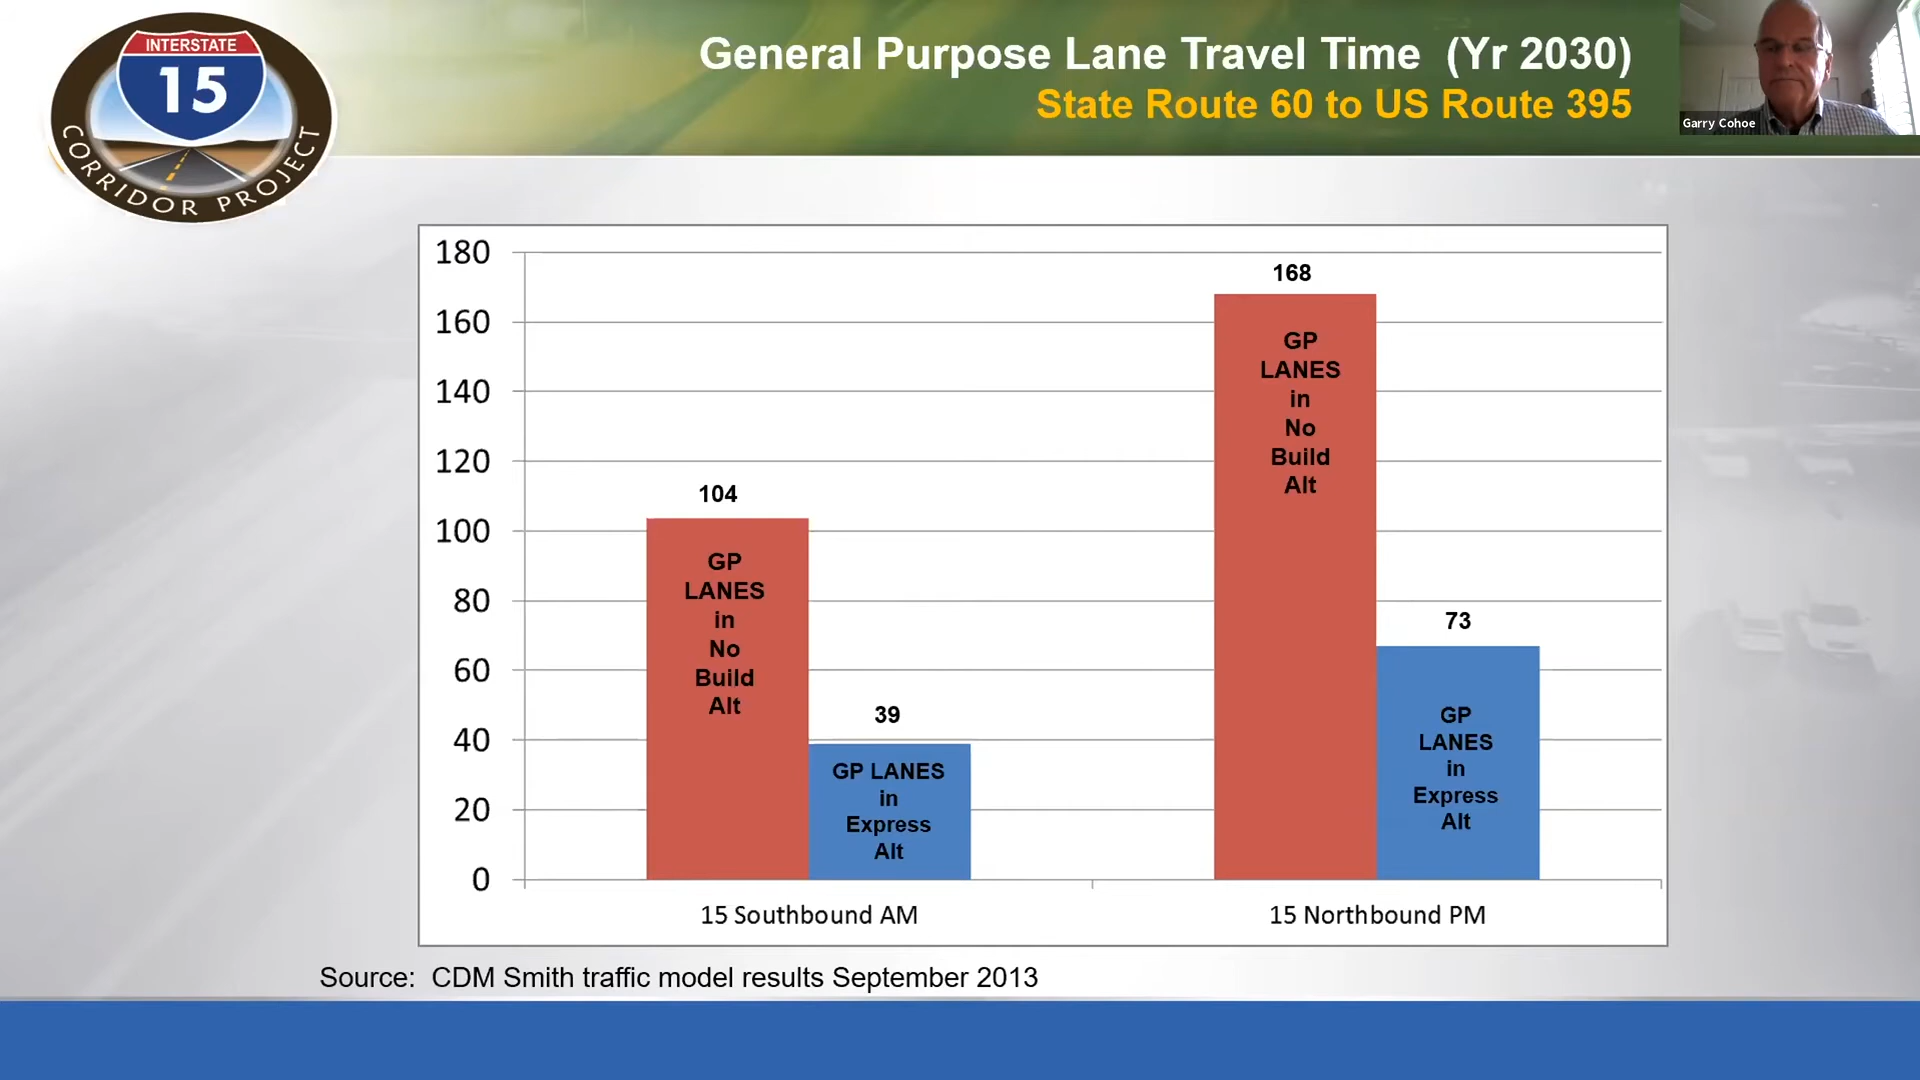 INTERSTATE
15
CORRIDOR PROJECT
General Purpose Lane Travel Time (Yr 2030)
State Route 60 to US Route 395
Garry Cohoe
180
160
140
120
100
80
60
40
20
0
104
GP
LANES
in
No
Build
Alt
39
GP LANES
in
Express
Alt
168
GP
LANES
in
No
Build
Alt
73
GP
LANES
in
Express
Alt
15 Southbound AM
15 Northbound PM
Source: CDM Smith traffic model results September 2013